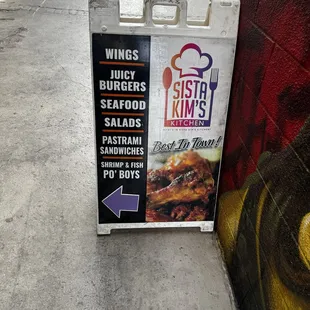 WINGS
JUICY
BURGERS
SEAFOOD
SALADS
PASTRAMI
SANDWICHES
SHRIMP & FISH
PO' BOYS
SISTA
KIM'S
KITCHEN
Best In Town!